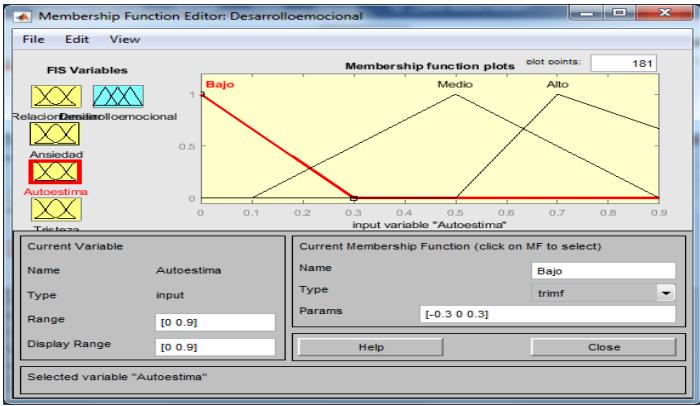 Membership Function Editor: Desarrolloemocional
File Edit View
FIS Variables
Membership function plots
plot points:
181
Ansiedad
Autoestima
Tristeza
Bajo
Medio
Alto
1
0.5
0
0 0.1 0.2 0.3 0.4 0.5 0.6 0.7 0.8 0.9
input variable "Autoestima"
Current Variable
Name Autoestima
Type input
Range [0 0.9]
Display Range [0 0.9]
Current Membership Function (click on MF to select)
Name Bajo
Type trimf
Params [-0.3 0 0.3]
Help Close
Selected variable "Autoestima"